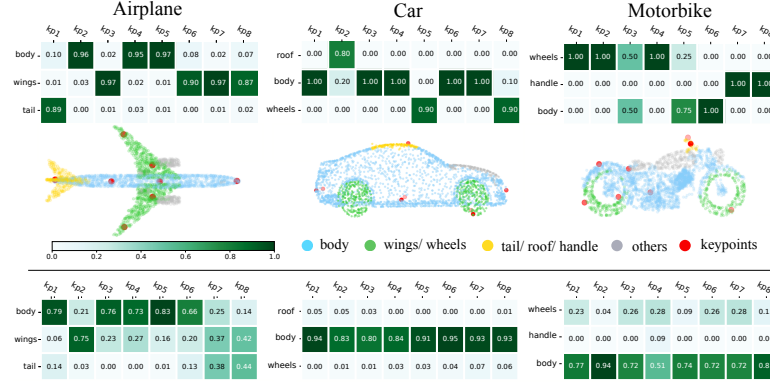 Airplane Car Motorbike
kp1 kp2 kp3 kp4 kp5 kp6 kp7 kp8 kp1 kp2 kp3 kp4 kp5 kp6 kp7 kp8 kp1 kp2 kp3 kp4 kp5 kp6 kp7 kp8
body 0.10 0.96 0.02 0.95 0.97 0.08 0.02 0.07 roof 0.00 0.80 0.00 0.00 0.00 0.00 0.00 0.00 wheels 1.00 1.00 0.50 1.00 0.25 0.00 0.00 0.00
wings 0.01 0.03 0.97 0.02 0.02 0.90 0.97 0.87 body 1.00 0.20 1.00 1.00 0.00 1.00 1.00 0.10 handle 0.00 0.00 0.00 0.00 0.00 0.00 1.00 1.00
tail 0.89 0.00 0.01 0.03 0.01 0.01 0.01 0.02 wheels 0.00 0.00 0.00 0.00 0.90 0.00 0.00 0.90 body 0.00 0.00 0.50 0.00 0.75 1.00 0.00 0.00
0.0 0.2 0.4 0.6 0.8 1.0
body wings/ wheels tail/ roof/ handle others keypoints
kp1 kp2 kp3 kp4 kp5 kp6 kp7 kp8 kp1 kp2 kp3 kp4 kp5 kp6 kp7 kp8 kp1 kp2 kp3 kp4 kp5 kp6 kp7 kp8
body 0.79 0.21 0.76 0.73 0.83 0.66 0.25 0.14 roof 0.05 0.05 0.03 0.00 0.00 0.00 0.00 0.01 wheels 0.23 0.04 0.26 0.28 0.09 0.26 0.28 0.1
wings 0.06 0.75 0.23 0.27 0.16 0.20 0.37 0.42 body 0.94 0.83 0.80 0.84 0.91 0.95 0.93 0.93 handle 0.00 0.00 0.00 0.09 0.00 0.00 0.00 0.0
tail 0.14 0.03 0.00 0.00 0.01 0.13 0.38 0.44 wheels 0.00 0.01 0.01 0.03 0.03 0.04 0.07 0.06 body 0.77 0.94 0.72 0.51 0.74 0.72 0.72 0.8